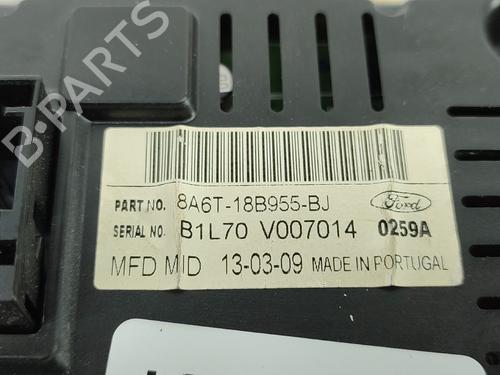 B-PARTS
PART NO. 8A6T-18B955-BJ Ford
SERIAL NO. B1L70 V007014 0259A
MFD MID 13-03-09 MADE IN PORTUGAL